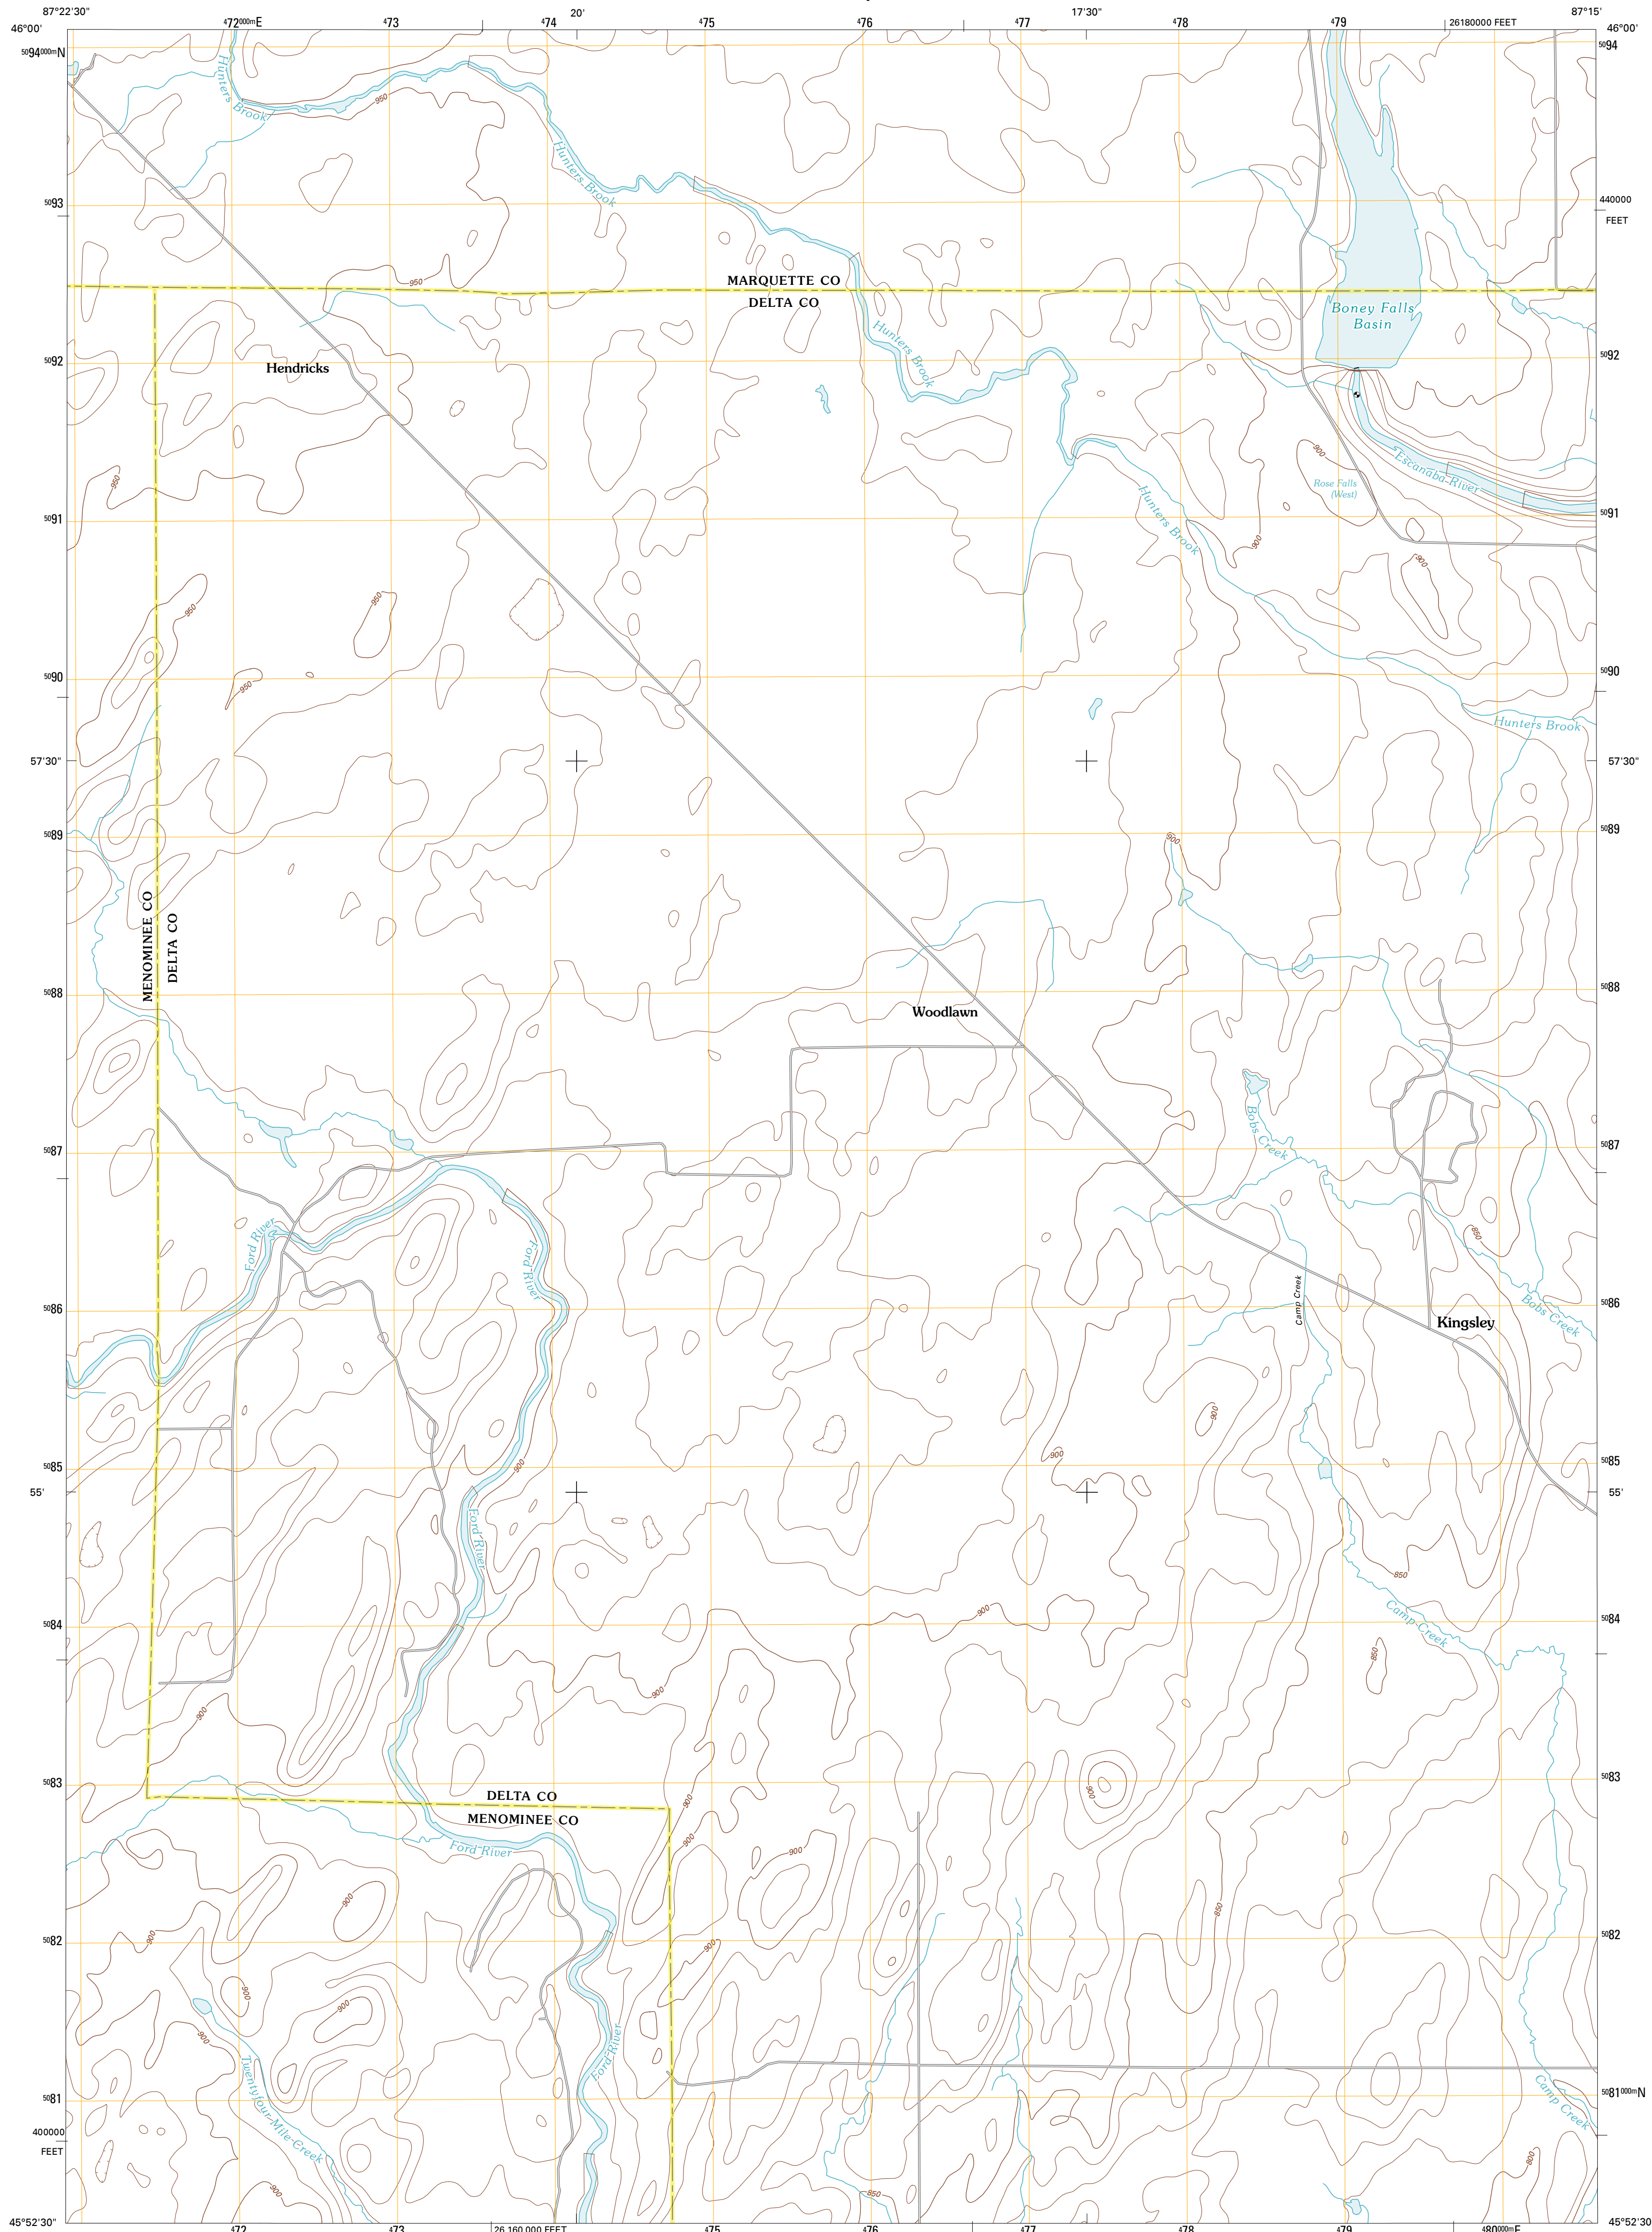 87°22'30"
472000mE
473
474
20'
475
476
477
17'30"
478
479
26180000 FEET
87°15'
46°00'
46°00'
5094000mN
5094
Hunters Brook
950
Hunters Brook
5093
440000
FEET
950
MARQUETTE CO
DELTA CO
Boney Falls
Basin
Hunters Brook
5092
5092
Hendricks
900
Escanaba River
Rose Falls
(West)
950
Hunters Brook
5091
5091
900
900
950
950
5090
5090
950
Hunters Brook
57'30"
57'30"
5089
5089
900
MENOMINEE CO
DELTA CO
5088
5088
Woodlawn
Bobs Creek
5087
5087
Ford River
Ford River
850
Camp Creek
5086
5086
Bobs Creek
Kingsley
900
900
900
5085
5085
55'
55'
Ford River
850
900
Camp Creek
5084
5084
850
900
900
5083
5083
900
DELTA CO
MENOMINEE CO
900
900
Ford River
900
900
850
900
5082
5082
900
900
900
900
Ford River
Twentyfour Mile Creek
5081
5081000mN
Camp Creek
400000
FEET
800
900
850
45°52'30"
45°52'30
472
473
26 160 000 FEET
475
476
477
478
479
480000mE